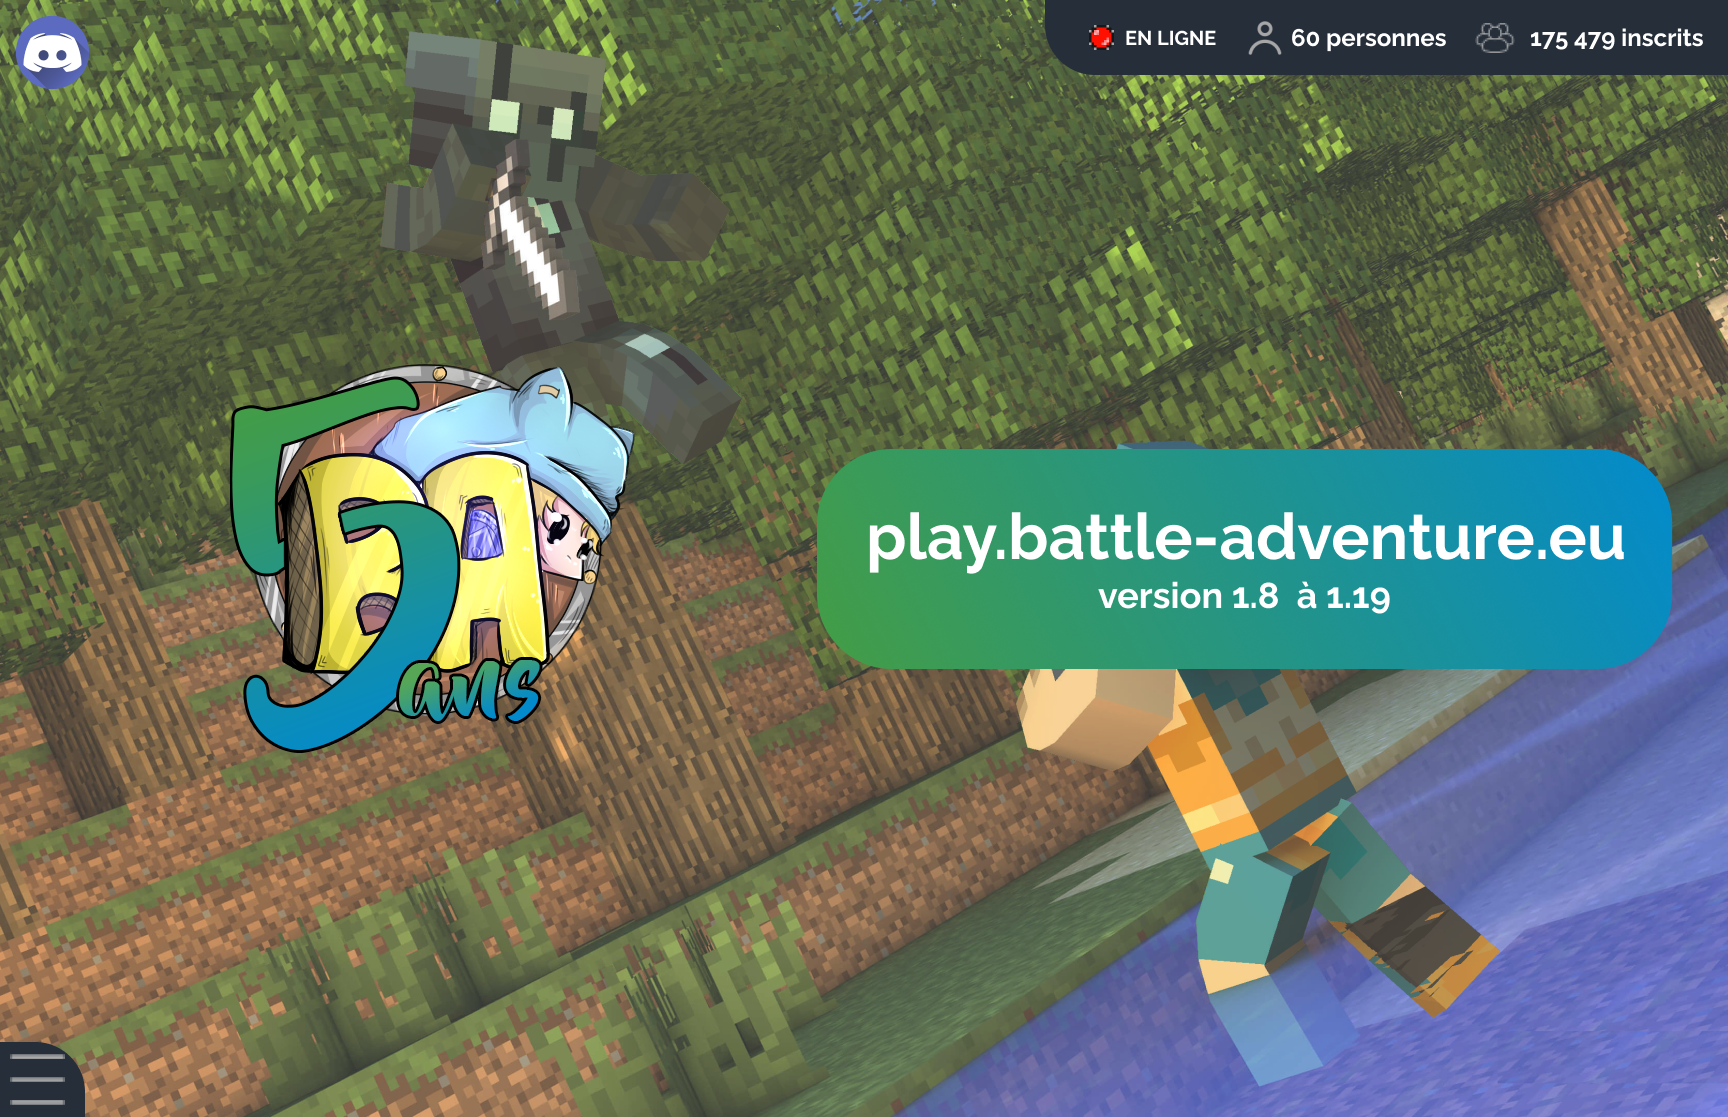 EN LIGNE
60 personnes
175 479 inscrits
5
BA
ans
play.battle-adventure.eu
version 1.8 à 1.19